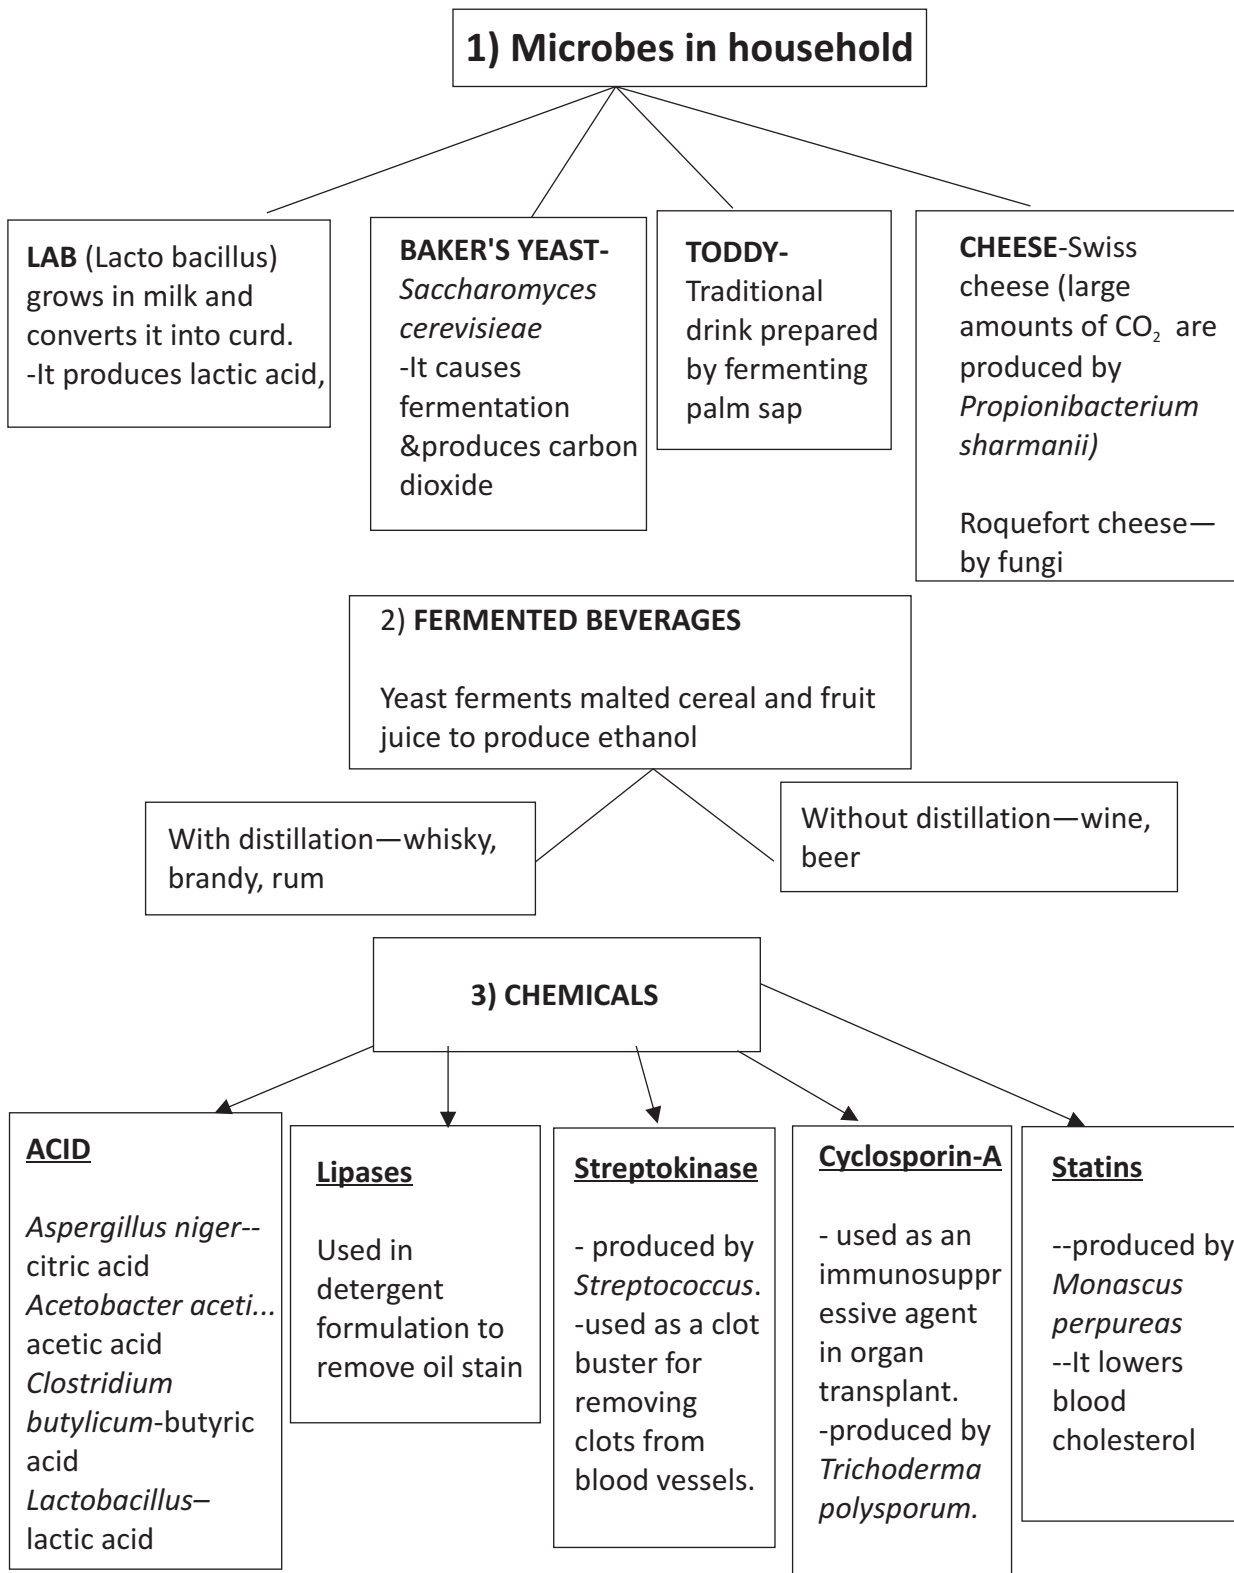 1) Microbes in household
LAB (Lacto bacillus)
grows in milk and
converts it into curd.
-It produces lactic acid,
BAKER'S YEAST-
Saccharomyces
cerevisieae
-It causes
fermentation
&produces carbon
dioxide
TODDY-
Traditional
drink prepared
by fermenting
palm sap
CHEESE-Swiss
cheese (large
amounts of CO₂ are
produced by
Propionibacterium
sharmanii)
Roquefort cheese—
by fungi
2) FERMENTED BEVERAGES
Yeast ferments malted cereal and fruit
juice to produce ethanol
With distillation—whisky,
brandy, rum
Without distillation—wine,
beer
3) CHEMICALS
ACID
Aspergillus niger--
citric acid
Acetobacter aceti...
acetic acid
Clostridium
butylicum-butyric
acid
Lactobacillus–
lactic acid
Lipases
Used in
detergent
formulation to
remove oil stain
Streptokinase
- produced by
Streptococcus.
-used as a clot
buster for
removing
clots from
blood vessels.
Cyclosporin-A
- used as an
immunosuppr
essive agent
in organ
transplant.
-produced by
Trichoderma
polysporum.
Statins
--produced by
Monascus
perpureas
--It lowers
blood
cholesterol